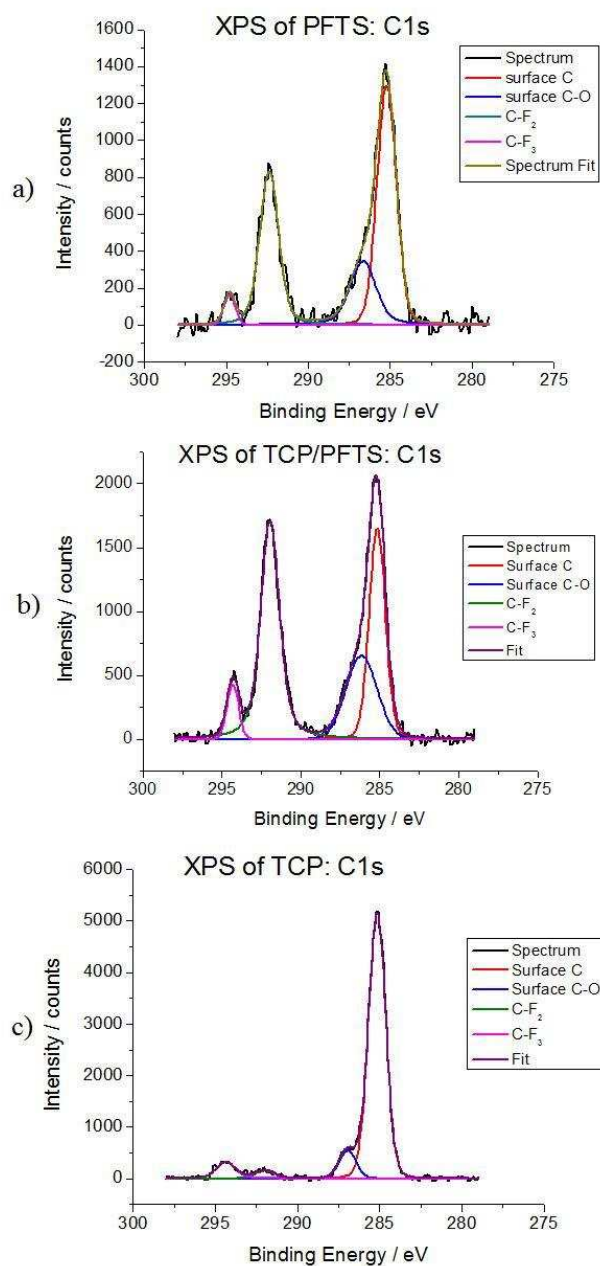 XPS of PFTS: C1s
1600
1400
1200
1000
800
600
400
200
0
-200
Intensity / counts
Spectrum
surface C
surface C-O
C-F₂
C-F₃
Spectrum Fit
a)
300 295 290 285 280 275
Binding Energy / eV
XPS of TCP/PFTS: C1s
2000
1500
1000
500
0
Intensity / counts
Spectrum
Surface C
Surface C-O
C-F₂
C-F₃
Fit
b)
300 295 290 285 280 275
Binding Energy / eV
XPS of TCP: C1s
6000
5000
4000
3000
2000
1000
0
Intensity / counts
Spectrum
Surface C
Surface C-O
C-F₂
C-F₃
Fit
c)
300 295 290 285 280 275
Binding Energy / eV